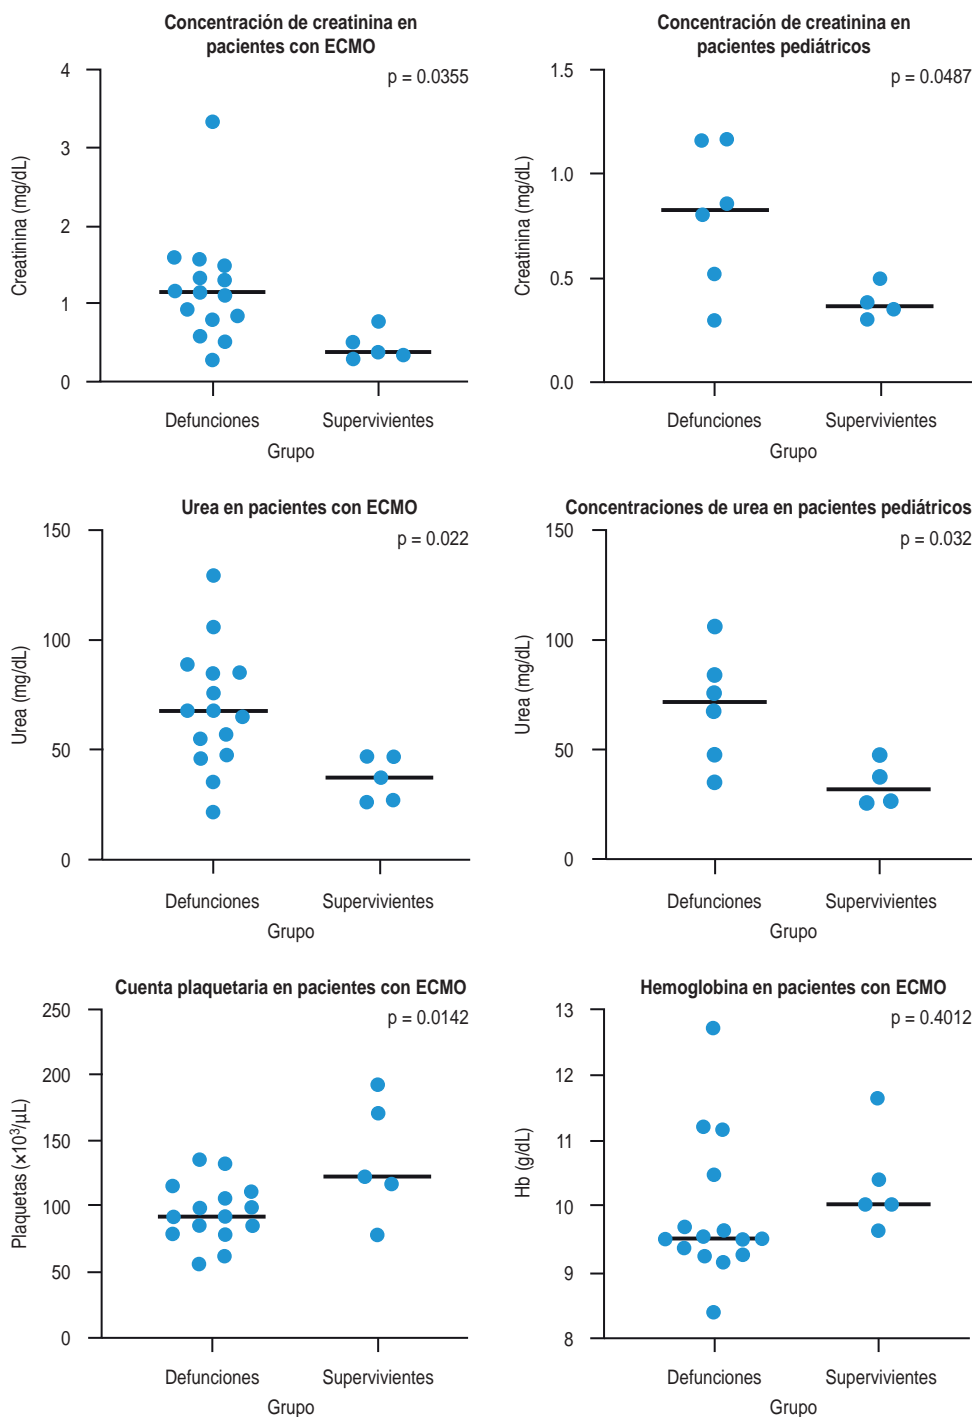 Concentración de creatinina en
pacientes con ECMO
p = 0.0355
Creatinina (mg/dL)
4
3
2
1
0
Defunciones
Supervivientes
Grupo
Concentración de creatinina en
pacientes pediátricos
p = 0.0487
Creatinina (mg/dL)
1.5
1.0
0.5
0.0
Defunciones
Supervivientes
Grupo
Urea en pacientes con ECMO
p = 0.022
Urea (mg/dL)
150
100
50
0
Defunciones
Supervivientes
Grupo
Concentraciones de urea en pacientes pediátricos
p = 0.032
Urea (mg/dL)
150
100
50
0
Defunciones
Supervivientes
Grupo
Cuenta plaquetaria en pacientes con ECMO
p = 0.0142
Plaquetas (×10³/µL)
250
200
150
100
50
0
Defunciones
Supervivientes
Grupo
Hemoglobina en pacientes con ECMO
p = 0.4012
Hb (g/dL)
13
12
11
10
9
8
Defunciones
Supervivientes
Grupo